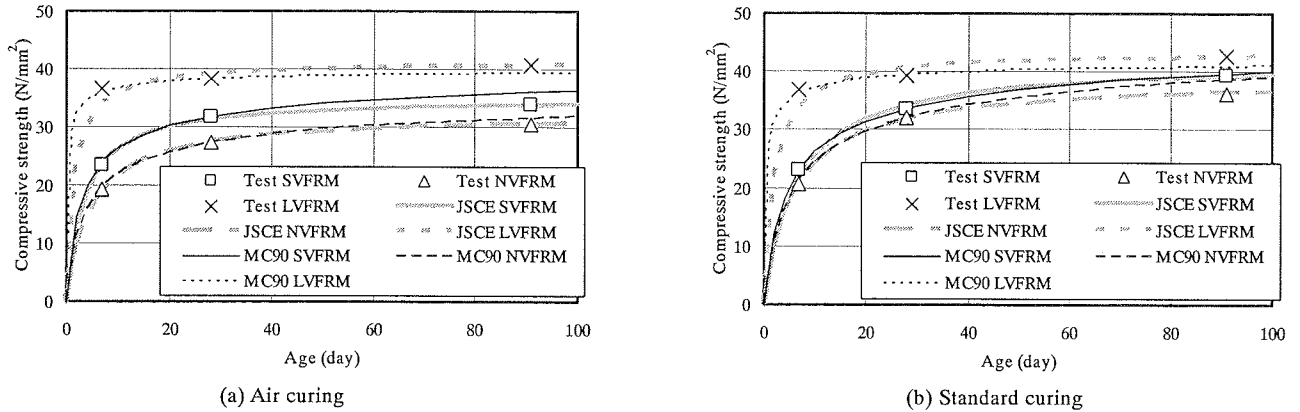 50
40
30
20
10
0
Compressive strength (N/mm²)
Test SVFRM
Test NVFRM
Test LVFRM
JSCE SVFRM
JSCE NVFRM
JSCE LVFRM
MC90 SVFRM
MC90 NVFRM
MC90 LVFRM
0 20 40 60 80 100
Age (day)
(a) Air curing
50
40
30
20
10
0
Compressive strength (N/mm²)
Test SVFRM
Test NVFRM
Test LVFRM
JSCE SVFRM
JSCE NVFRM
JSCE LVFRM
MC90 SVFRM
MC90 NVFRM
MC90 LVFRM
0 20 40 60 80 100
Age (day)
(b) Standard curing